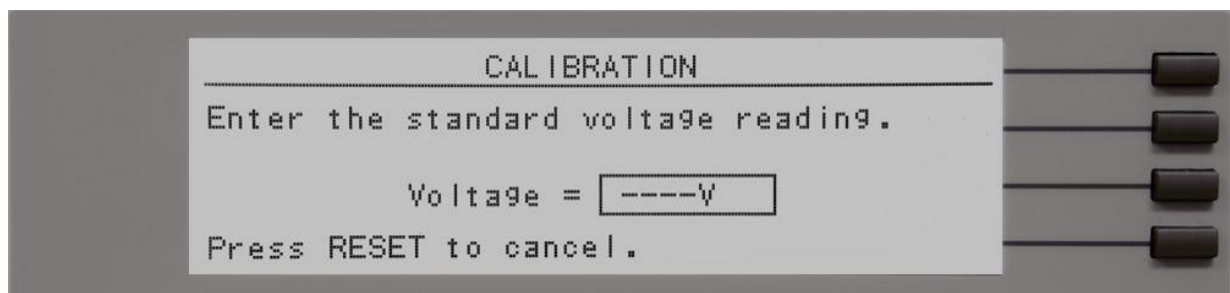 CALIBRATION
Enter the standard voltage reading.
Voltage = ----V
Press RESET to cancel.